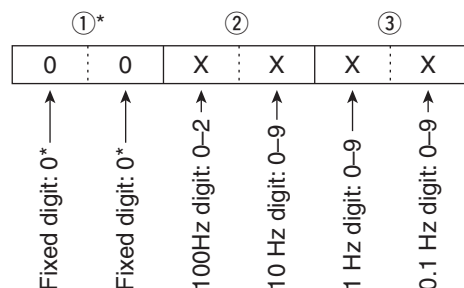 ①* ② ③
0 0 X X X X
Fixed digit: 0*
Fixed digit: 0*
100Hz digit: 0–2
10 Hz digit: 0–9
1 Hz digit: 0–9
0.1 Hz digit: 0–9